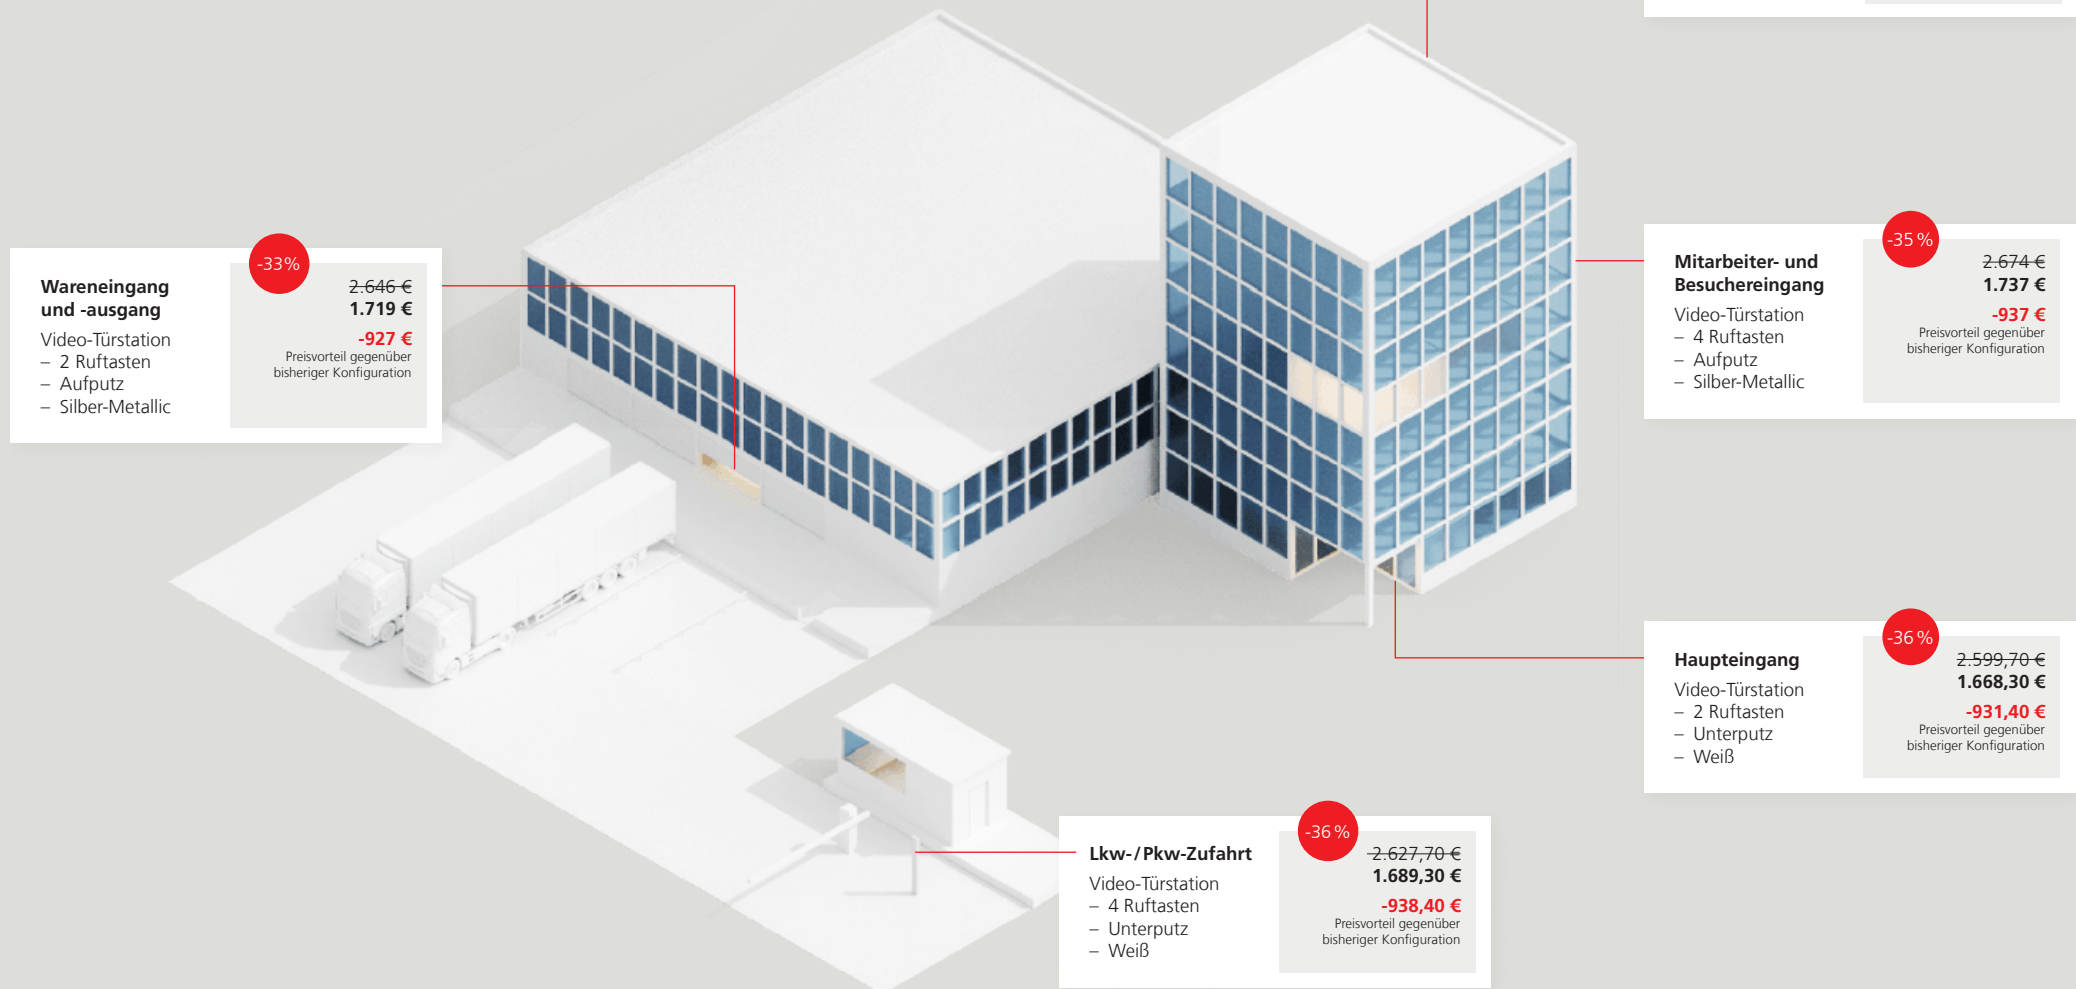 -33%
Wareneingang
und -ausgang
Video-Türstation
– 2 Ruftasten
– Aufputz
– Silber-Metallic
2.646 €
1.719 €
-927 €
Preisvorteil gegenüber
bisheriger Konfiguration
-35 %
Mitarbeiter- und
Besuchereingang
Video-Türstation
– 4 Ruftasten
– Aufputz
– Silber-Metallic
2.674 €
1.737 €
-937 €
Preisvorteil gegenüber
bisheriger Konfiguration
-36 %
Haupteingang
Video-Türstation
– 2 Ruftasten
– Unterputz
– Weiß
2.599,70 €
1.668,30 €
-931,40 €
Preisvorteil gegenüber
bisheriger Konfiguration
-36 %
Lkw-/Pkw-Zufahrt
Video-Türstation
– 4 Ruftasten
– Unterputz
– Weiß
2.627,70 €
1.689,30 €
-938,40 €
Preisvorteil gegenüber
bisheriger Konfiguration